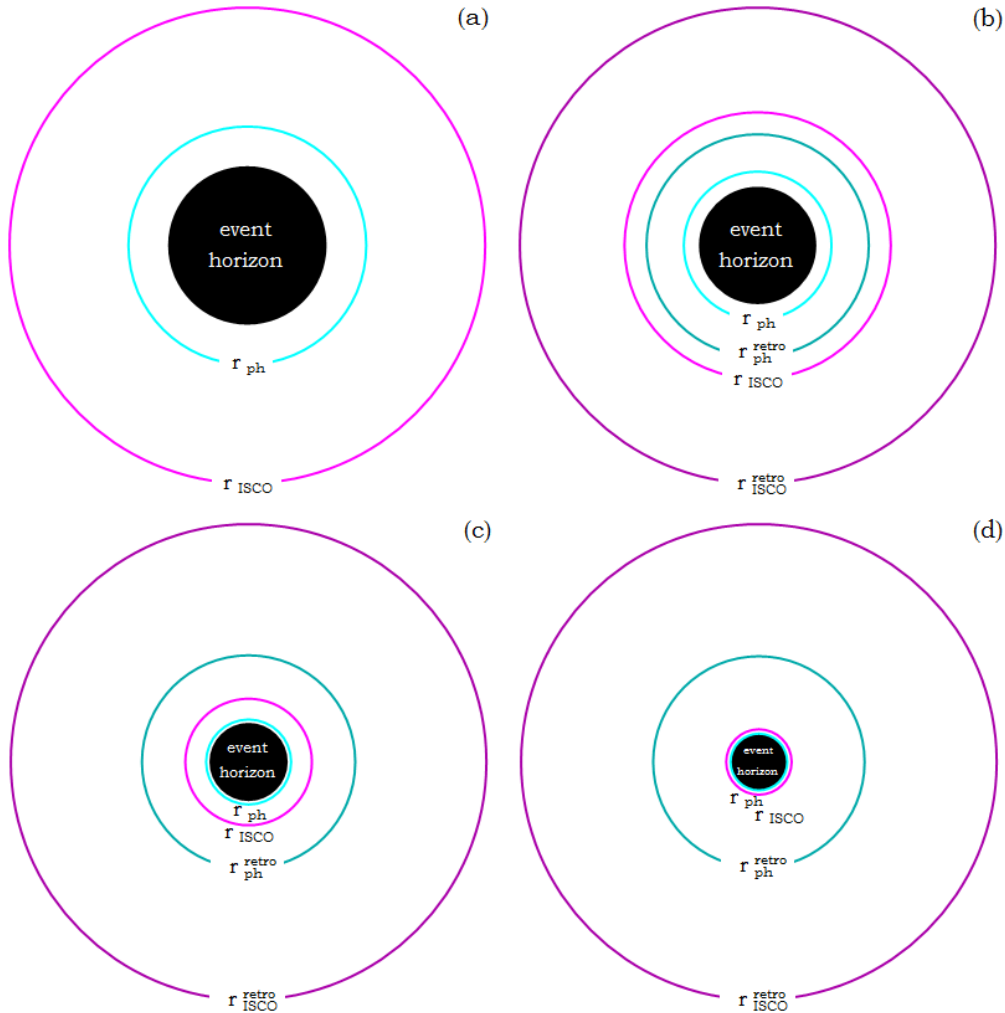 (a)
event
horizon
r ph
r ISCO
(b)
event
horizon
r ph
r retro ph
r ISCO
r retro ISCO
(c)
event
horizon
r ph
r ISCO
r retro ph
r retro ISCO
(d)
event
horizon
r ph
r ISCO
r retro ph
r retro ISCO